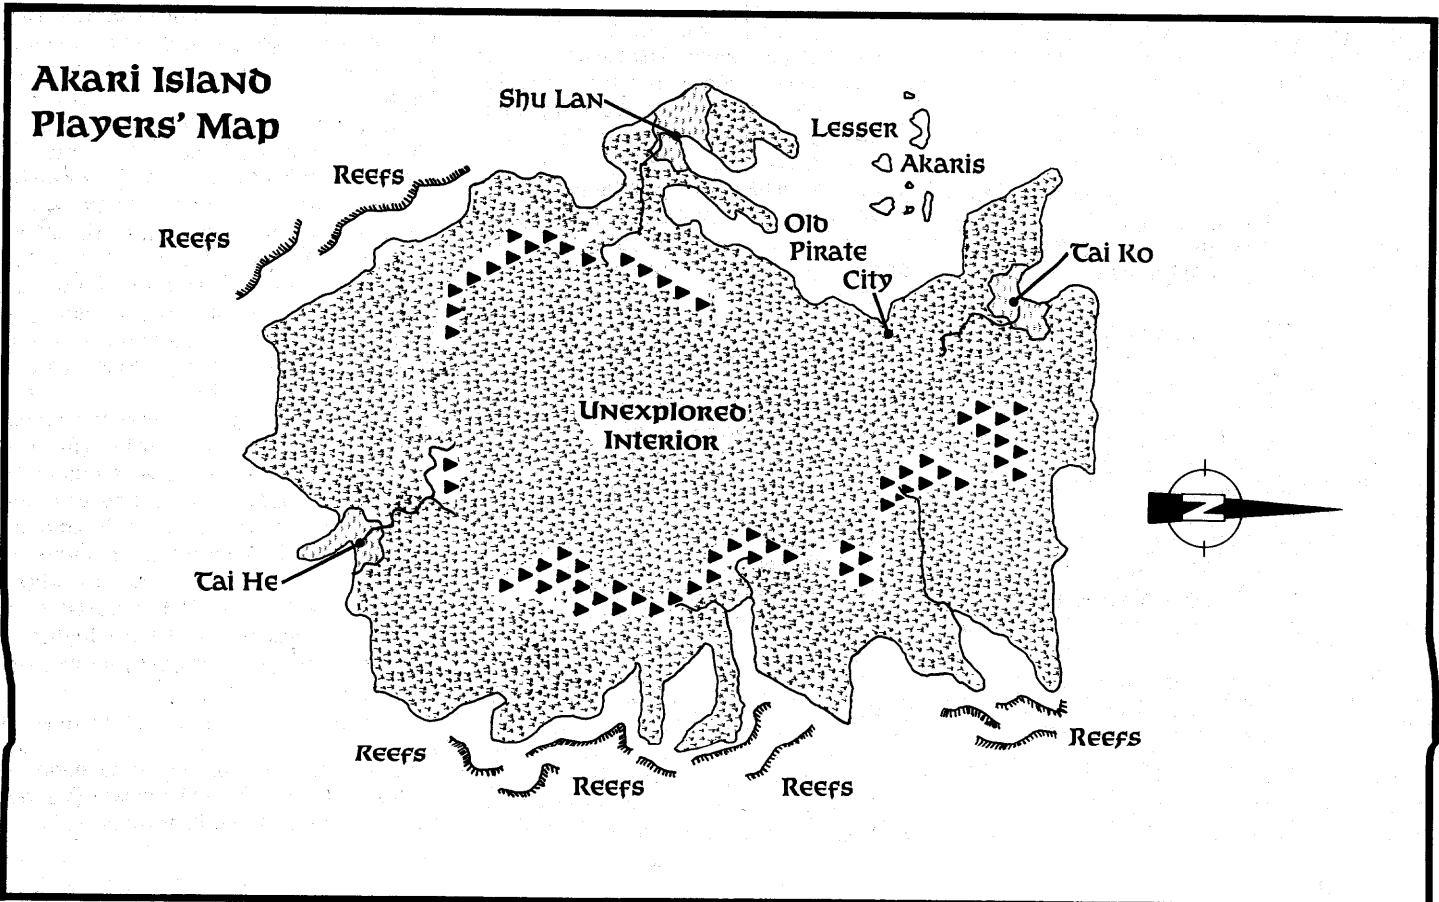 Akari Island
Players' Map
Shu Lan
Lesser
Akaris
Reefs
Reefs
Old
Pirate
City
Tai Ko
Unexplored
Interior
N
Tai He
Reefs
Reefs
Reefs
Reefs